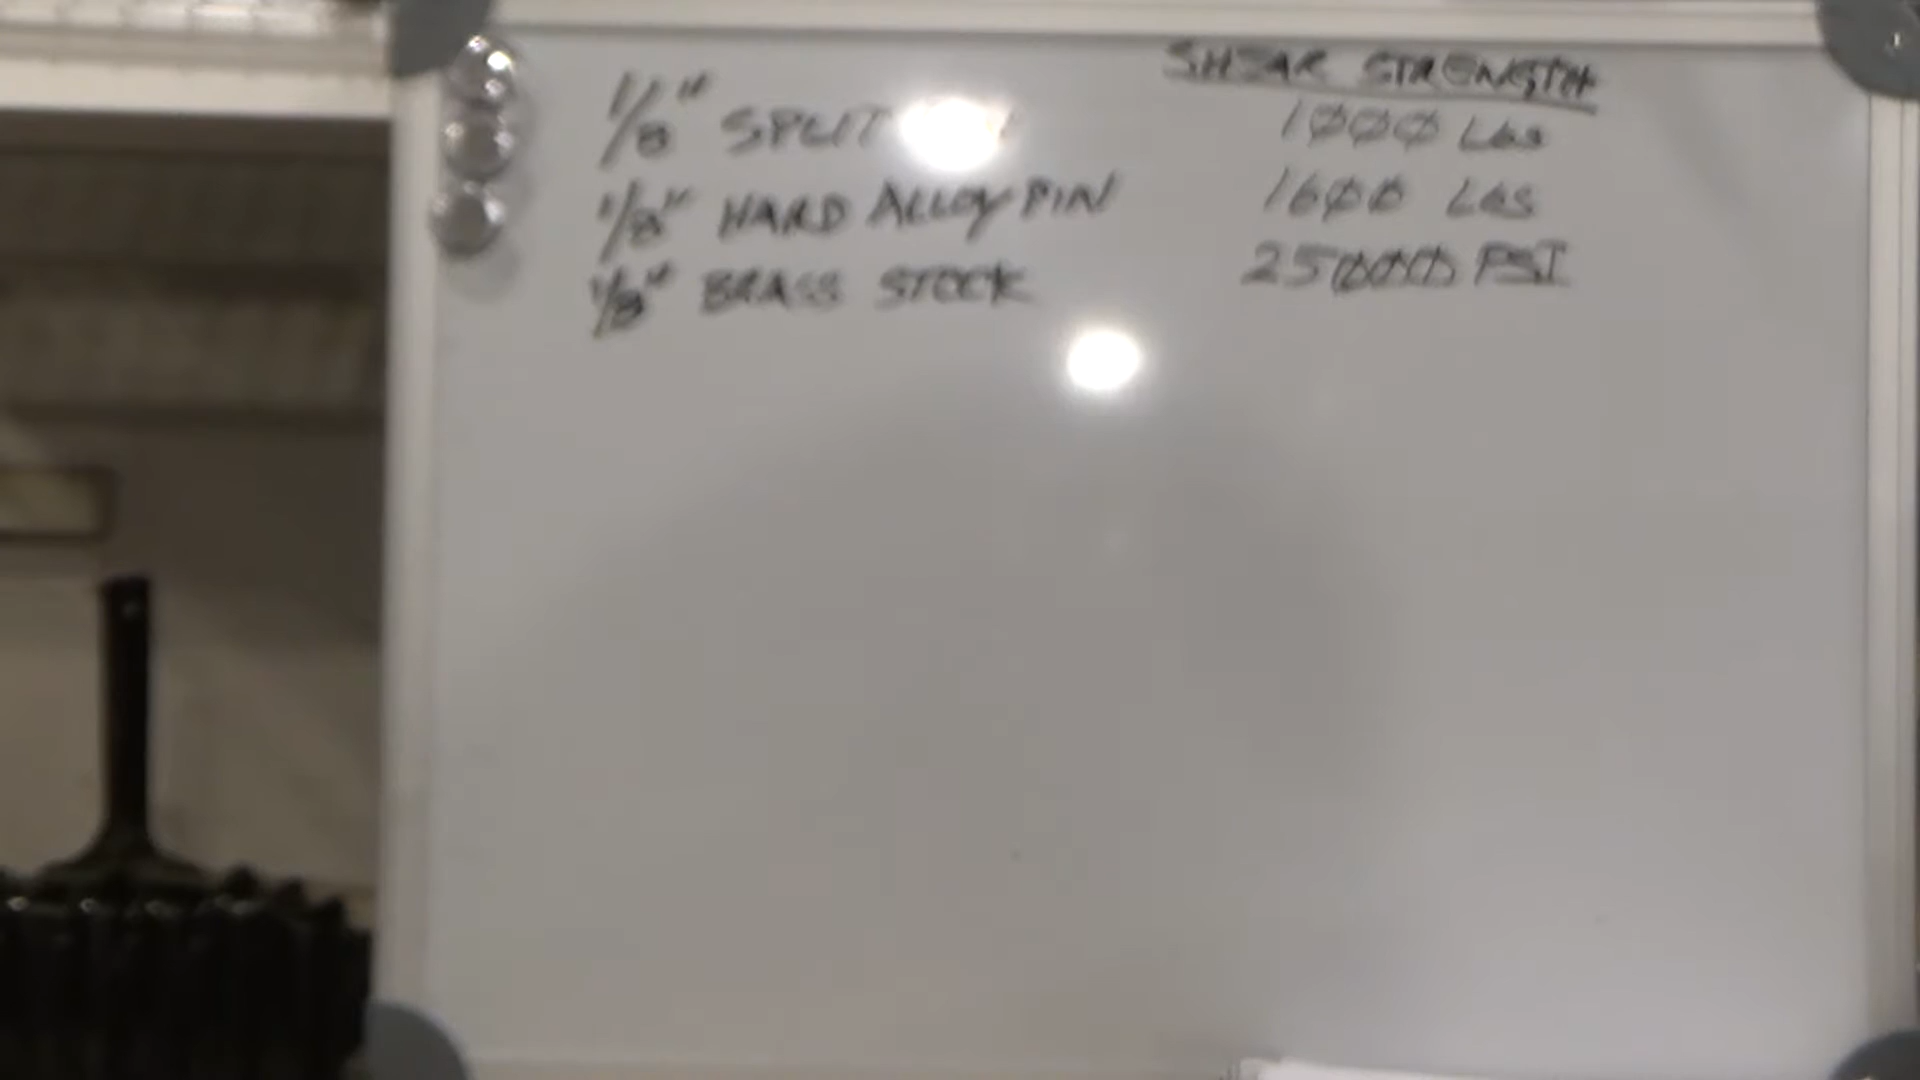 SHEAR STRENGTH
1/8" SPLIT 1000 Lbs
1/8" HARD ALLOY PIN 1600 Lbs
1/8" BRASS STOCK 25000 PSI